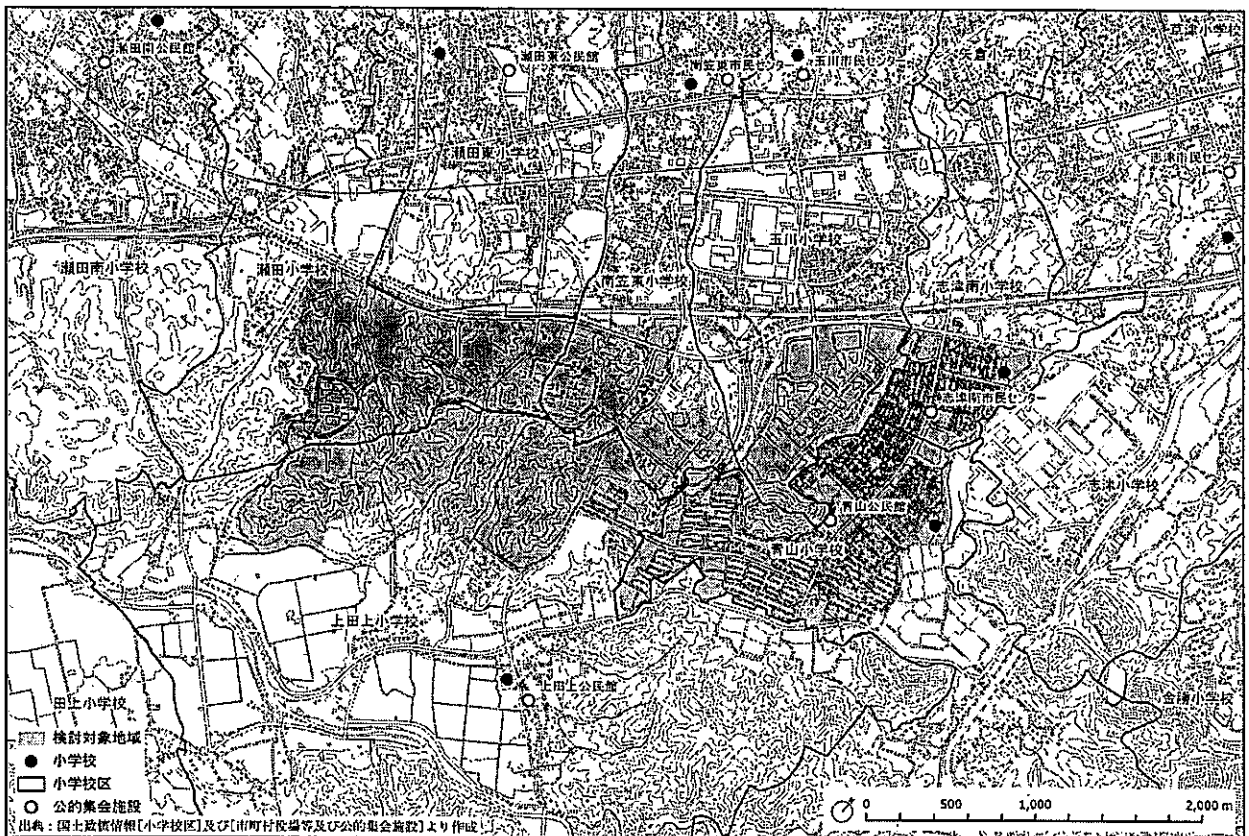 瀬田南公民館
瀬田東公民館
南笠東市民センター
玉川市民センター
志津市民センター
瀬田東小学校
玉川小学校
瀬田南小学校
瀬田小学校
南笠東小学校
志津南小学校
志津南市民センター
志津小学校
青山公民館
青山小学校
上田上小学校
上田上公民館
田上小学校
金勝小学校
検討対象地域
小学校
小学校区
公的集会施設
出典：国土数値情報[小学校区]及び[市町村役場等及び公的集会施設]より作成
0 500 1,000 2,000 m